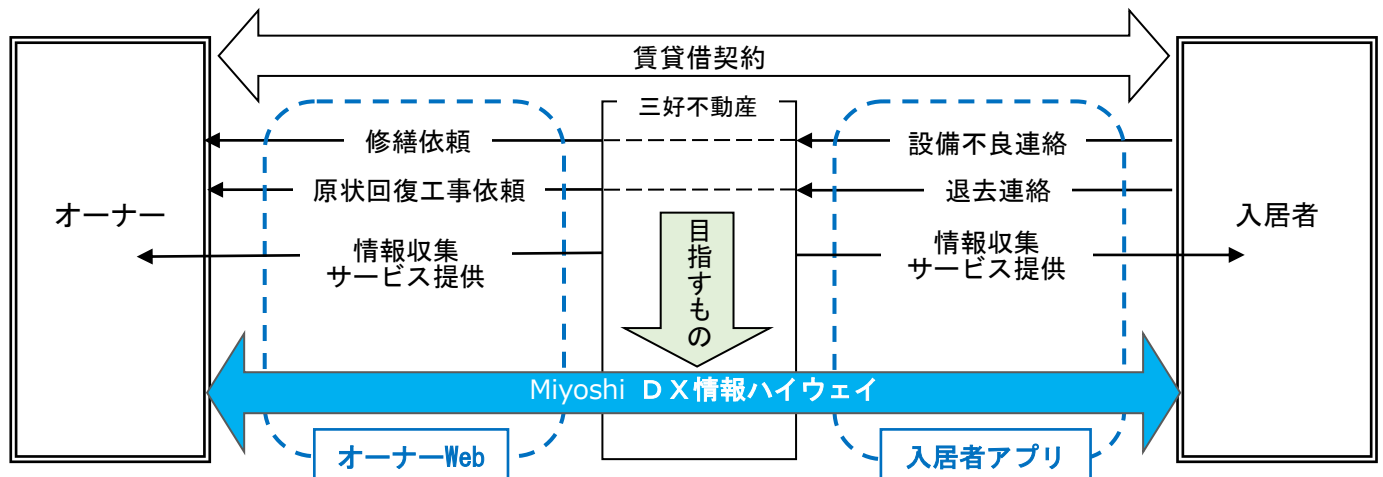 賃貸借契約
三好不動産
修繕依頼
設備不良連絡
原状回復工事依頼
退去連絡
オーナー
入居者
情報収集
サービス提供
目指すもの
情報収集
サービス提供
Miyoshi ＤＸ情報ハイウェイ
オーナーWeb
入居者アプリ